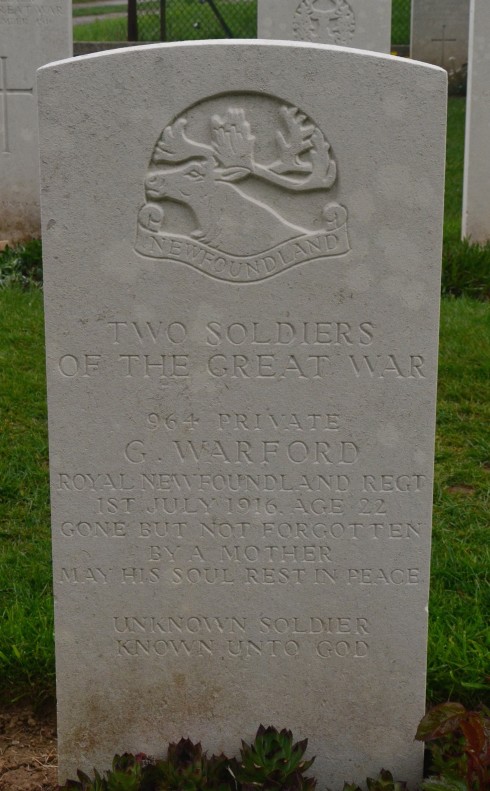 NEWFOUNDLAND
TWO SOLDIERS
OF THE GREAT WAR
964 PRIVATE
G. WARFORD
ROYAL NEWFOUNDLAND REGT
1ST JULY 1916. AGE 22
GONE BUT NOT FORGOTTEN
BY A MOTHER
MAY HIS SOUL REST IN PEACE
UNKNOWN SOLDIER
KNOWN UNTO GOD